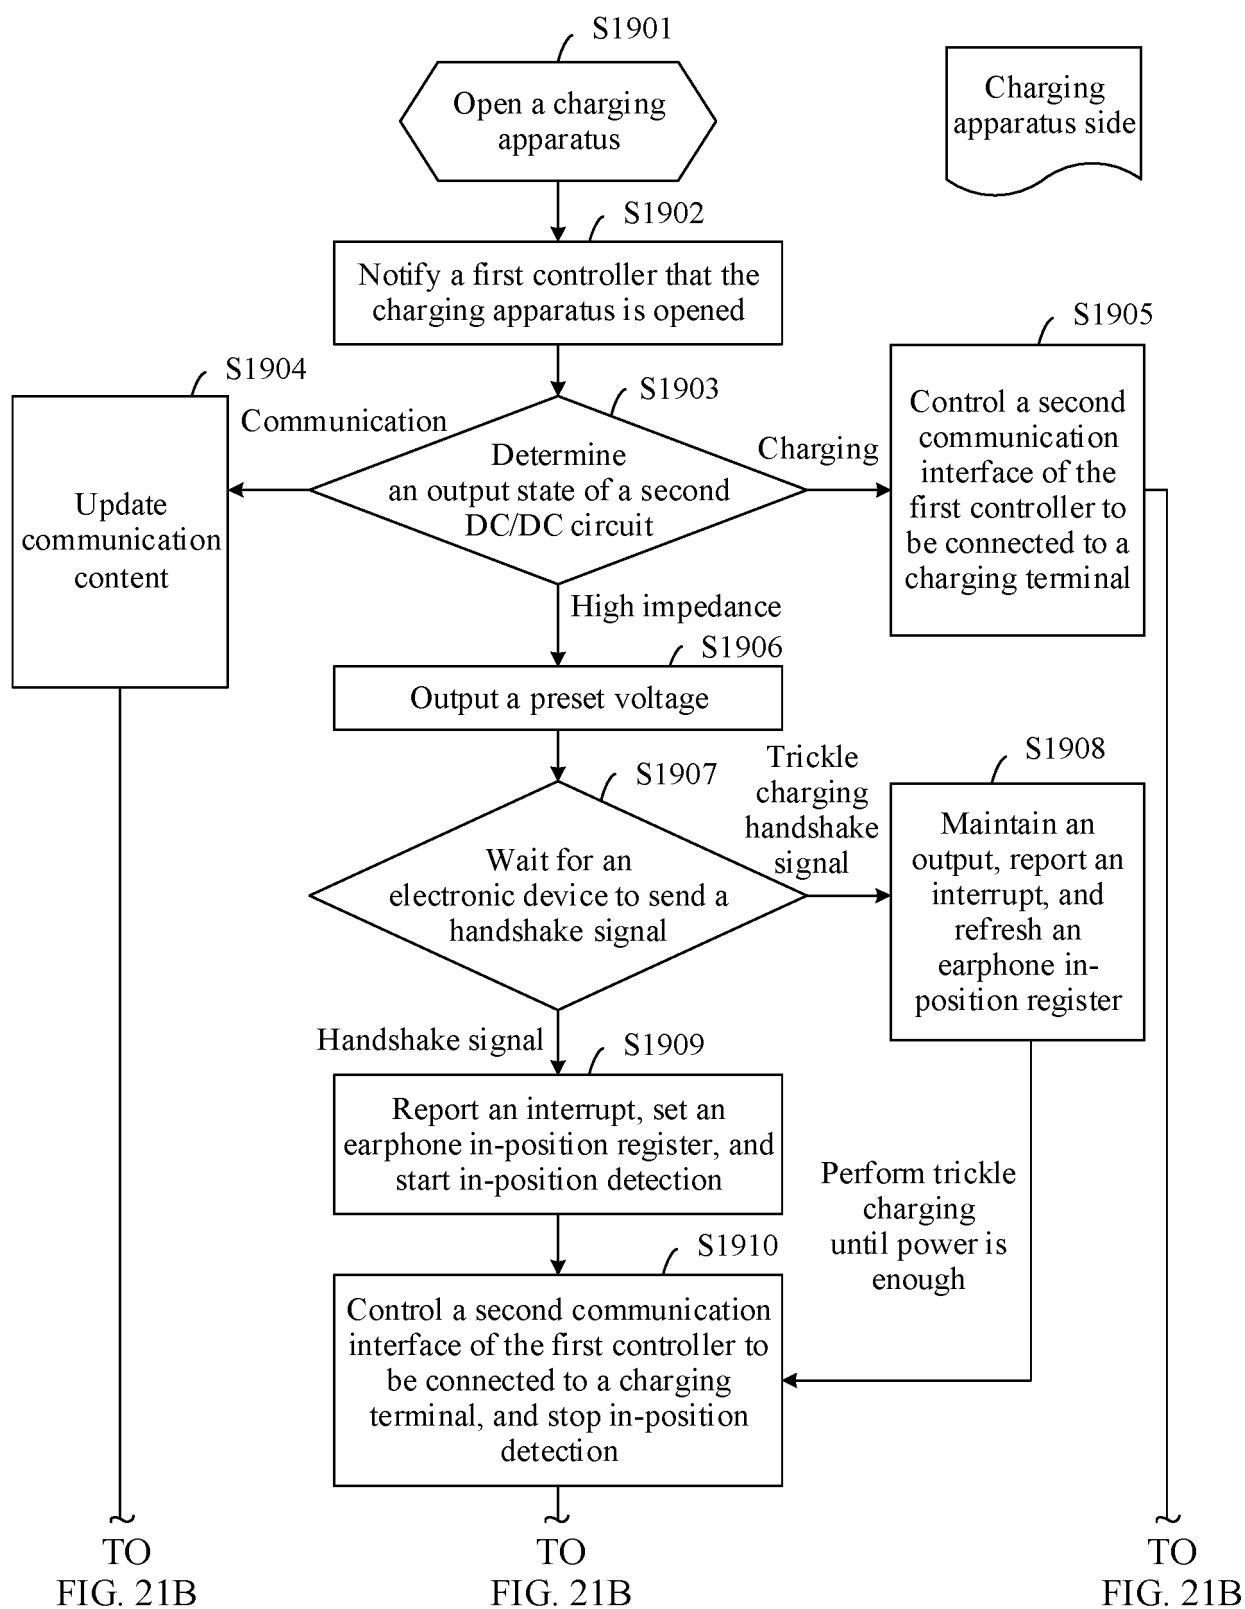 S1901
Open a charging
apparatus
Charging
apparatus side
S1902
Notify a first controller that the
charging apparatus is opened
S1903
Determine
an output state of a second
DC/DC circuit
Communication
S1904
Update
communication
content
Charging
S1905
Control a second
communication
interface of the
first controller to
be connected to a
charging terminal
High impedance
S1906
Output a preset voltage
S1907
Wait for an
electronic device to send a
handshake signal
Trickle
charging
handshake
signal
S1908
Maintain an
output, report an
interrupt, and
refresh an
earphone in-
position register
Handshake signal
S1909
Report an interrupt, set an
earphone in-position register, and
start in-position detection
Perform trickle
charging
until power is
enough
S1910
Control a second communication
interface of the first controller to
be connected to a charging
terminal, and stop in-position
detection
TO
FIG. 21B
TO
FIG. 21B
TO
FIG. 21B